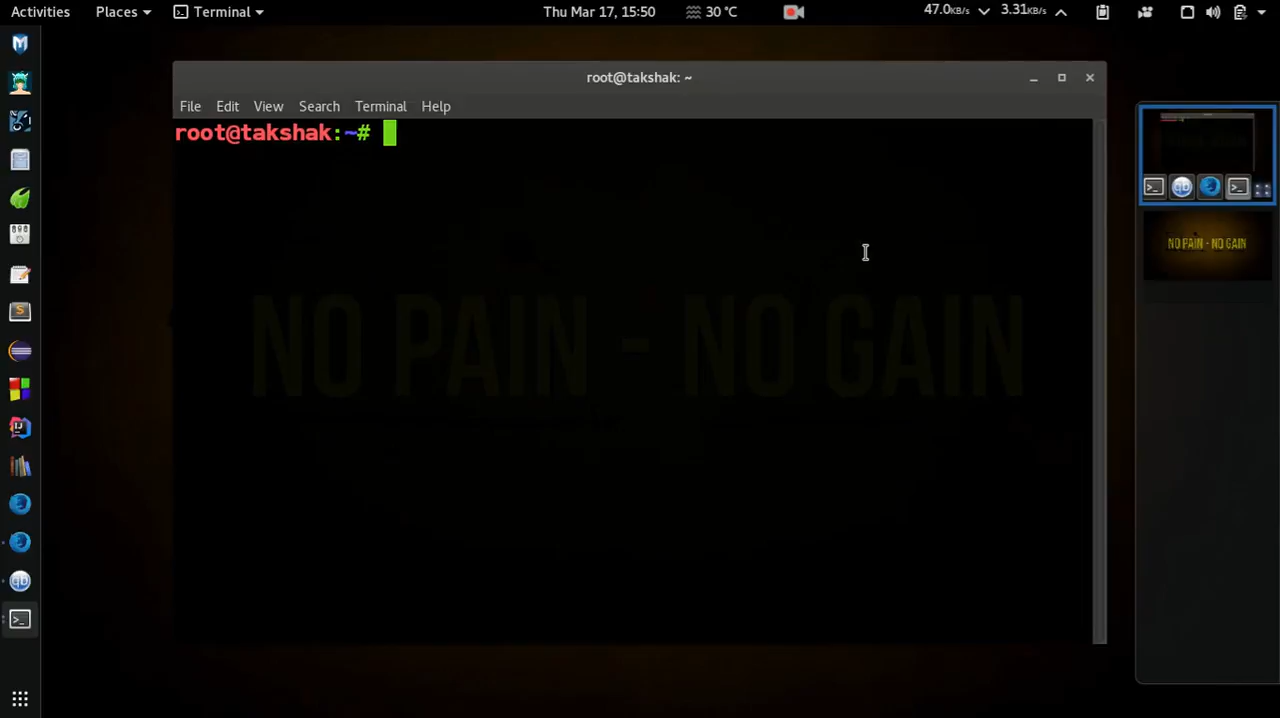 Activities Places Terminal Thu Mar 17, 15:50 30 °C 47.0KB/s 3.31KB/s
root@takshak: ~
File Edit View Search Terminal Help
root@takshak:~#
NO PAIN - NO GAIN
NO PAIN - NO GAIN